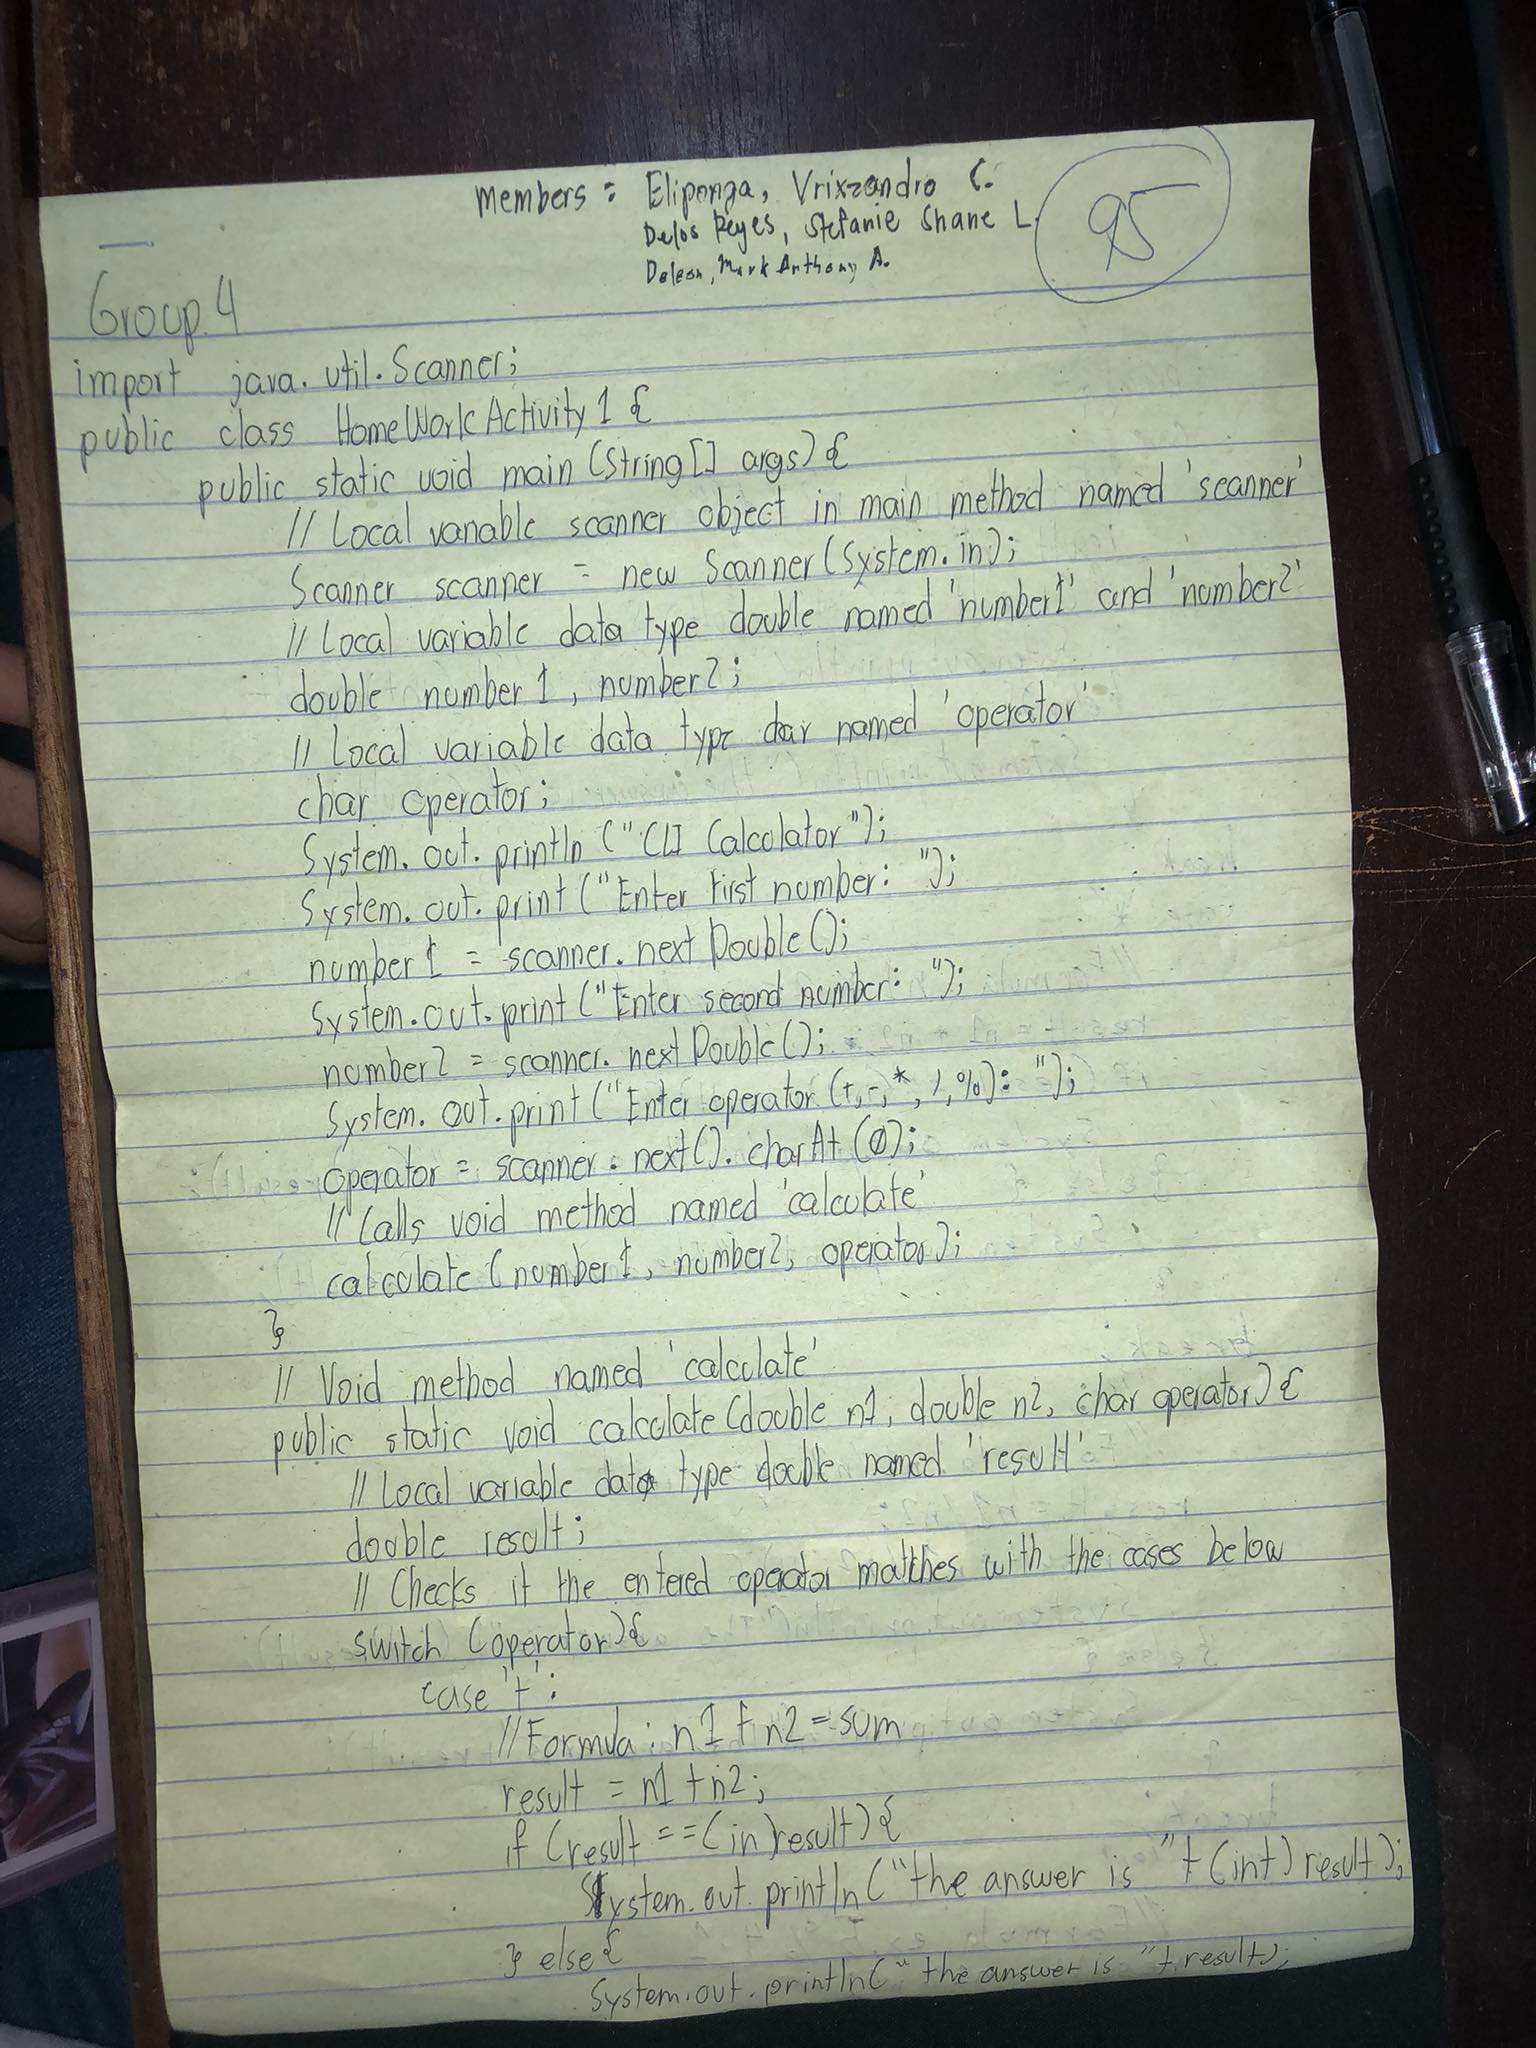 Members : Eliponga, Vrixzandro C.
Delos Reyes, Stefanie Shane L.
Deleon, Mark Anthony A.
95
Group 4
import java.util.Scanner;
public class HomeWorkActivity1 {
public static void main (String[] args) {
// Local variable scanner object in main method named 'scanner'
Scanner scanner = new Scanner (System.in);
// Local variable data type double named 'number1' and 'number2'
double number1, number2;
// Local variable data type char named 'operator'
char operator;
System.out.println ("CLI Calculator");
System.out.print ("Enter First number: ");
number1 = scanner.nextDouble();
System.out.print ("Enter second number: ");
number2 = scanner.nextDouble();
System.out.print ("Enter operator (+,-,*,/,%): ");
operator = scanner.next().charAt(0);
// Calls void method named 'calculate'
calculate (number1, number2, operator);
}
// Void method named 'calculate'
public static void calculate (double n1, double n2, char operator) {
// Local variable data type double named 'result'
double result;
// Checks if the entered operator matches with the cases below
switch (operator) {
case '+':
// Formula: n1 + n2 = sum
result = n1 + n2;
if (result == (in)result) {
System.out.println("the answer is " + (int) result);
} else {
System.out.println("the answer is " + result);